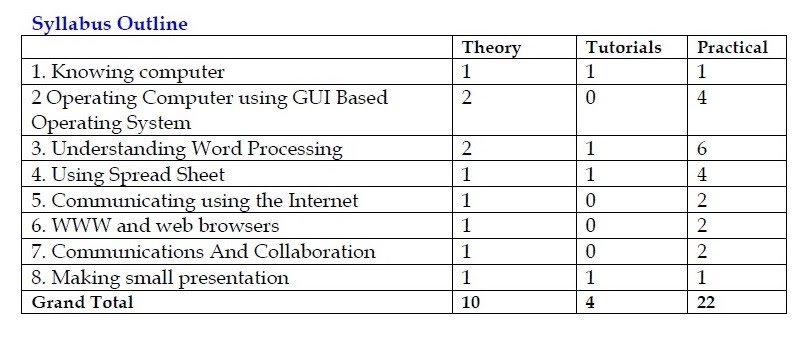 Syllabus Outline
Theory Tutorials Practical
1. Knowing computer 1 1 1
2 Operating Computer using GUI Based 2 0 4
Operating System
3. Understanding Word Processing 2 1 6
4. Using Spread Sheet 1 1 4
5. Communicating using the Internet 1 0 2
6. WWW and web browsers 1 0 2
7. Communications And Collaboration 1 0 2
8. Making small presentation 1 1 1
Grand Total 10 4 22